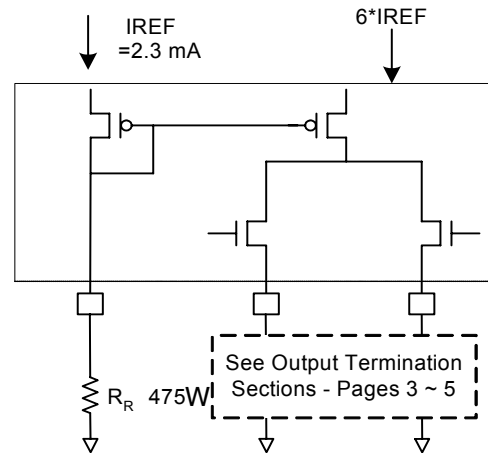 IREF
=2.3 mA
6*IREF
See Output Termination
Sections - Pages 3 ~ 5
RR 475W